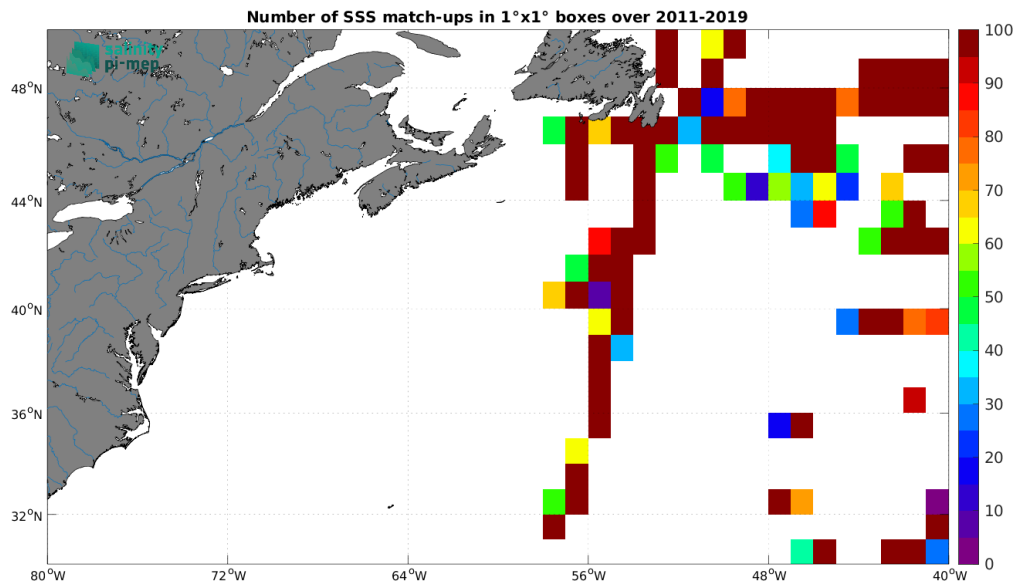 Number of SSS match-ups in 1°x1° boxes over 2011-2019
salinity
pi-mep
48°N
44°N
40°N
36°N
32°N
80°W 72°W 64°W 56°W 48°W 40°W
100
90
80
70
60
50
40
30
20
10
0